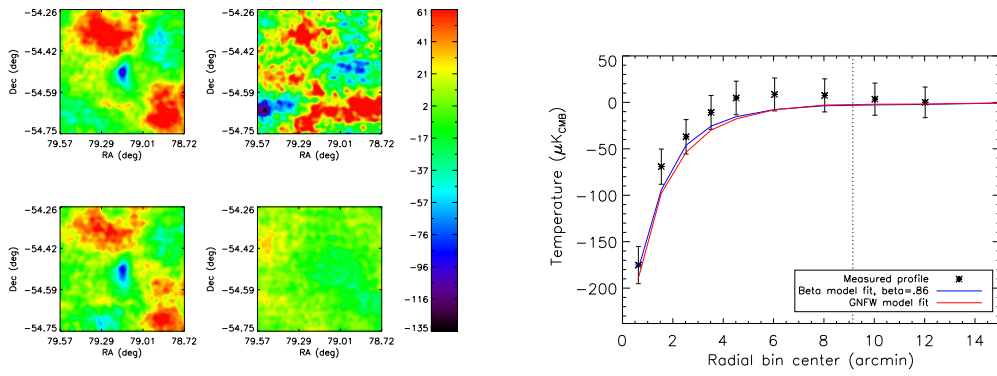 −54.26
−54.42
−54.59
−54.75
Dec (deg)
79.57 79.29 79.01 78.72
RA (deg)
−54.26
−54.42
−54.59
−54.75
Dec (deg)
79.57 79.29 79.01 78.72
RA (deg)
−54.26
−54.42
−54.59
−54.75
Dec (deg)
79.57 79.29 79.01 78.72
RA (deg)
−54.26
−54.42
−54.59
−54.75
Dec (deg)
79.57 79.29 79.01 78.72
RA (deg)
61
41
21
2
−18
−37
−57
−77
−96
−116
−135
50
0
−50
−100
−150
−200
Temperature (μK_CMB)
Measured profile
Beta model fit, beta=.86
GNFW model fit
0 2 4 6 8 10 12 14
Radial bin center (arcmin)